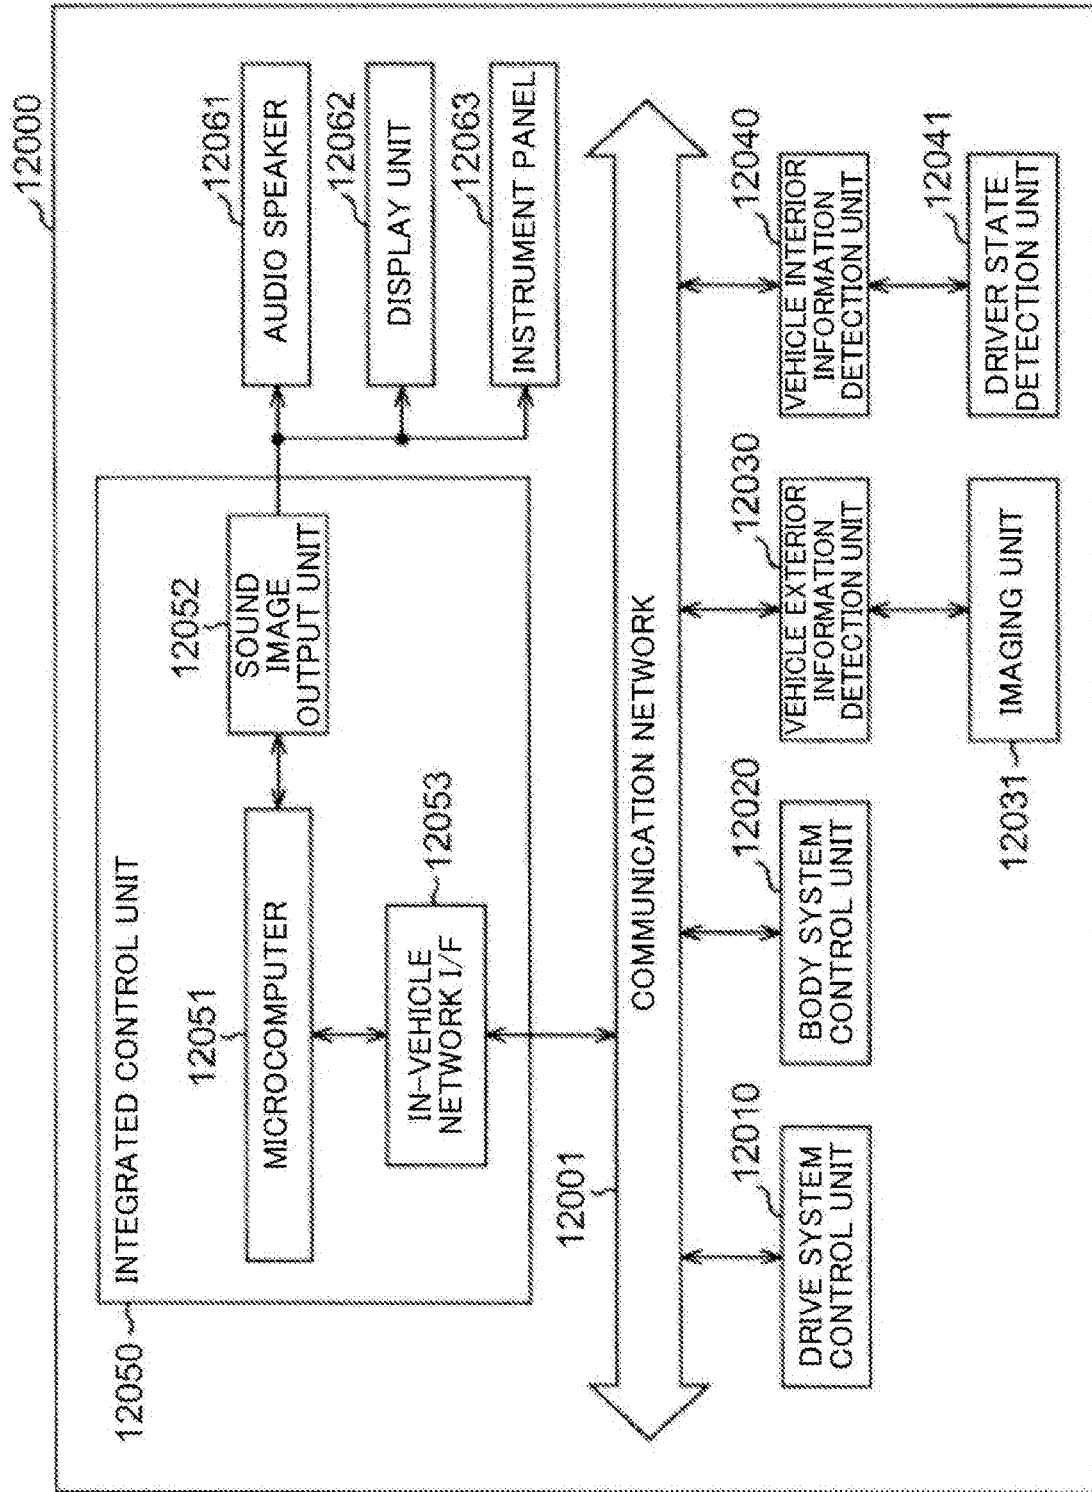 12000
12050
INTEGRATED CONTROL UNIT
12051
MICROCOMPUTER
12052
SOUND
IMAGE
OUTPUT UNIT
12053
IN-VEHICLE
NETWORK I/F
12061
AUDIO SPEAKER
12062
DISPLAY UNIT
12063
INSTRUMENT PANEL
12001
COMMUNICATION NETWORK
12010
DRIVE SYSTEM
CONTROL UNIT
12020
BODY SYSTEM
CONTROL UNIT
12030
VEHICLE EXTERIOR
INFORMATION
DETECTION UNIT
12040
VEHICLE INTERIOR
INFORMATION
DETECTION UNIT
12031
IMAGING UNIT
12041
DRIVER STATE
DETECTION UNIT